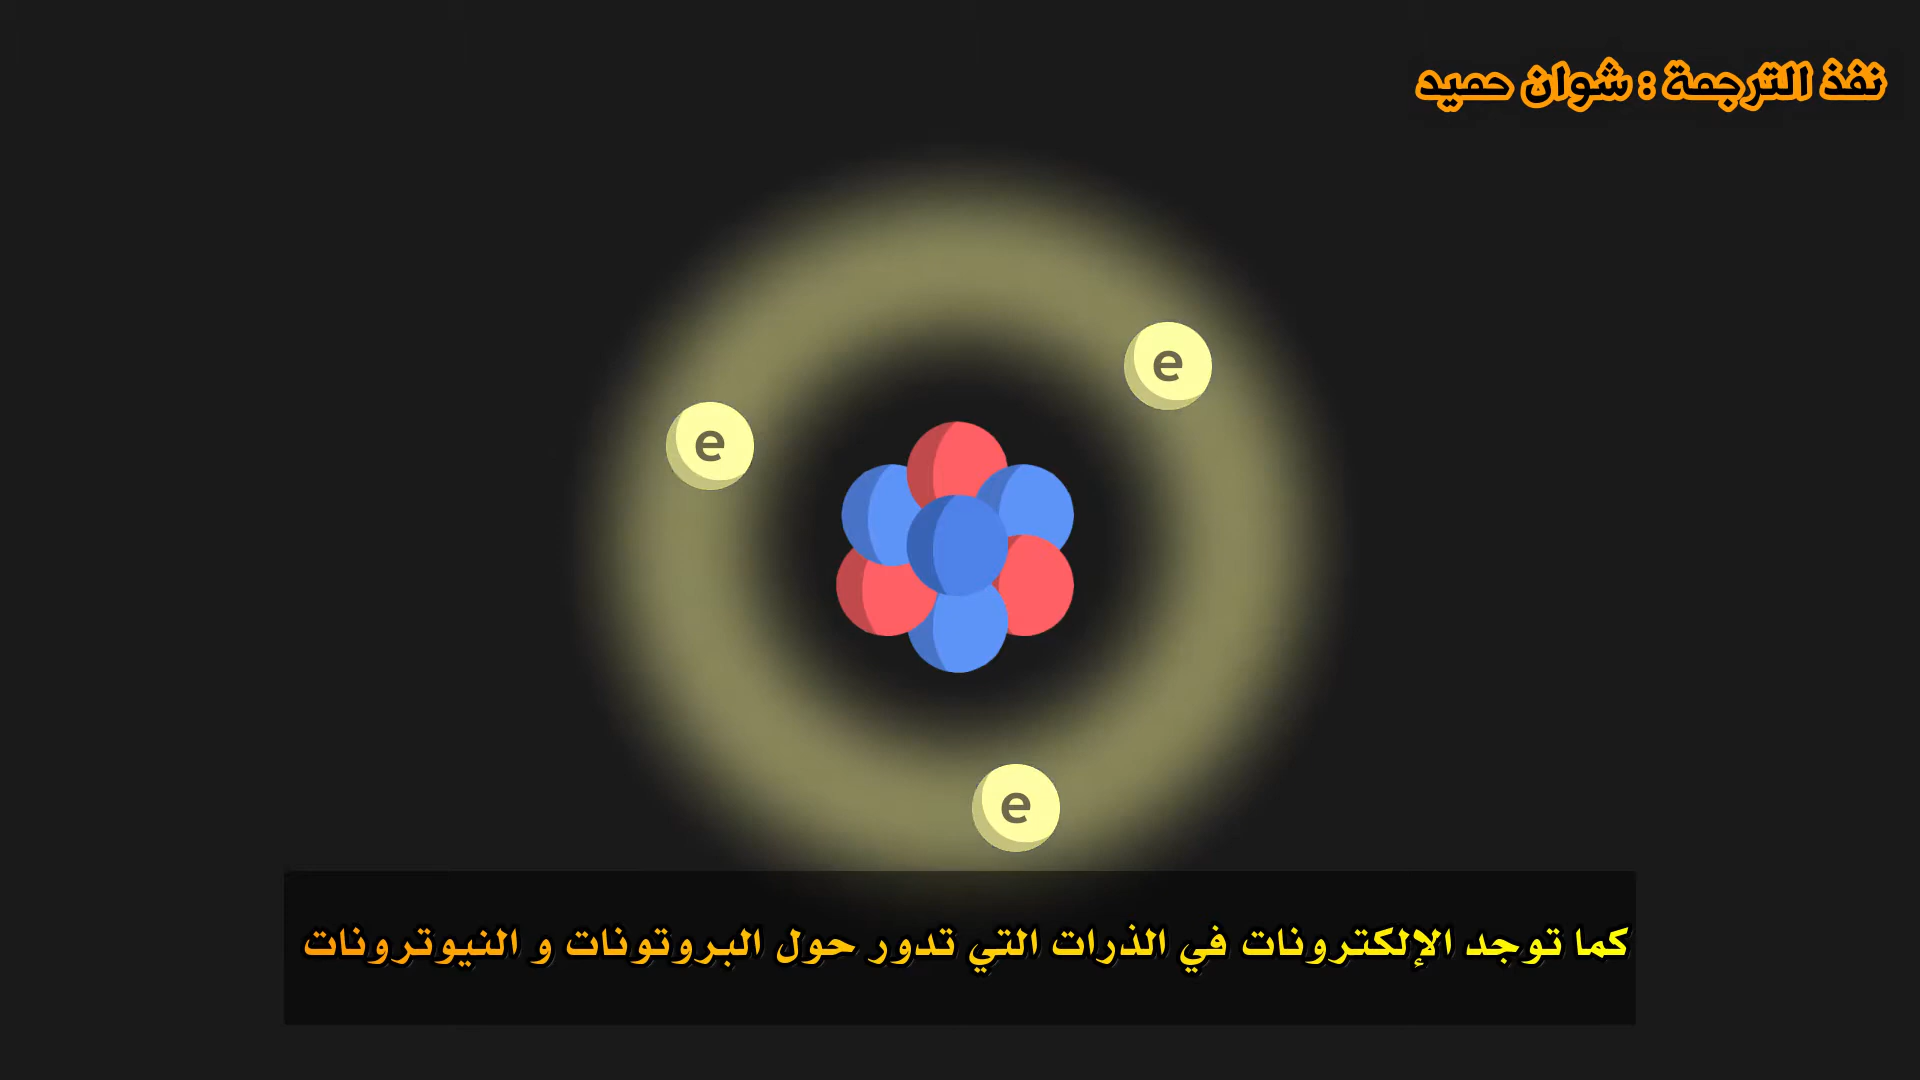 نفذ الترجمة : شوان حميد
e
e
e
كما توجد الإلكترونات في الذرات التي تدور حول البروتونات و النيوترونات